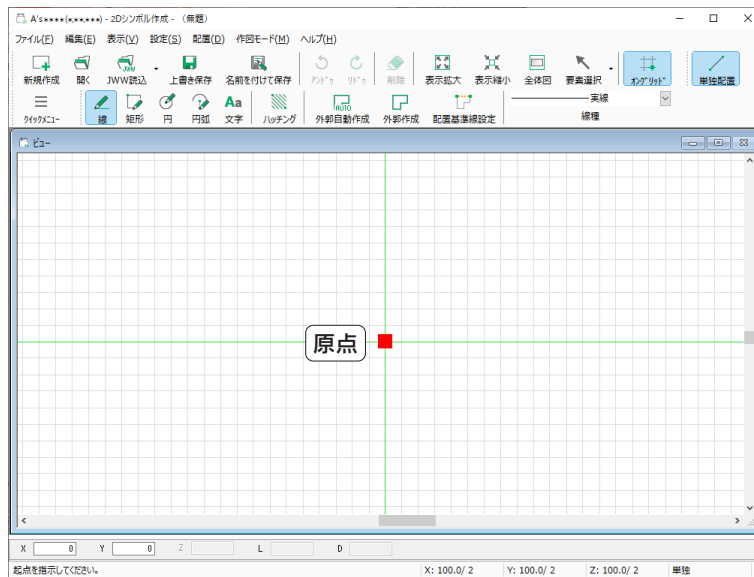 A's****(*.**.**) - 2Dシンボル作成 - （無題）
ファイル(F) 編集(E) 表示(V) 設定(S) 配置(D) 作図モード(M) ヘルプ(H)
新規作成 開く JWW読込 上書き保存 名前を付けて保存 アンドゥ リドゥ 削除 表示拡大 表示縮小 全体図 要素選択 オングリッド 単独配置
クイックメニュー 線 矩形 円 円弧 文字 ハッチング 外郭自動作成 外郭作成 配置基準線設定 実線
線種
ビュー
原点
X 0 Y 0 Z L D
起点を指示してください。 X: 100.0/ 2 Y: 100.0/ 2 Z: 100.0/ 2 単独